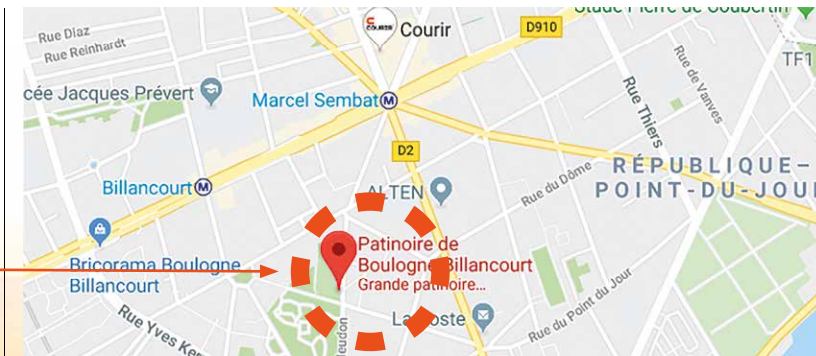 Stade Pierre de Coubertin
Rue Diaz
Rue Reinhardt
COURIR
Courir
D910
TF1
cée Jacques Prévert
Marcel Sembat
M
Rue Thiers
Rue de Vanves
D2
RÉPUBLIQUE–
POINT-DU-JOUR
Billancourt
M
ALTEN
Rue du Dôme
Bricorama Boulogne
Billancourt
Patinoire de
Boulogne-Billancourt
Grande patinoire...
Rue Yves Ker
eudon
La Poste
Rue du Point du Jour